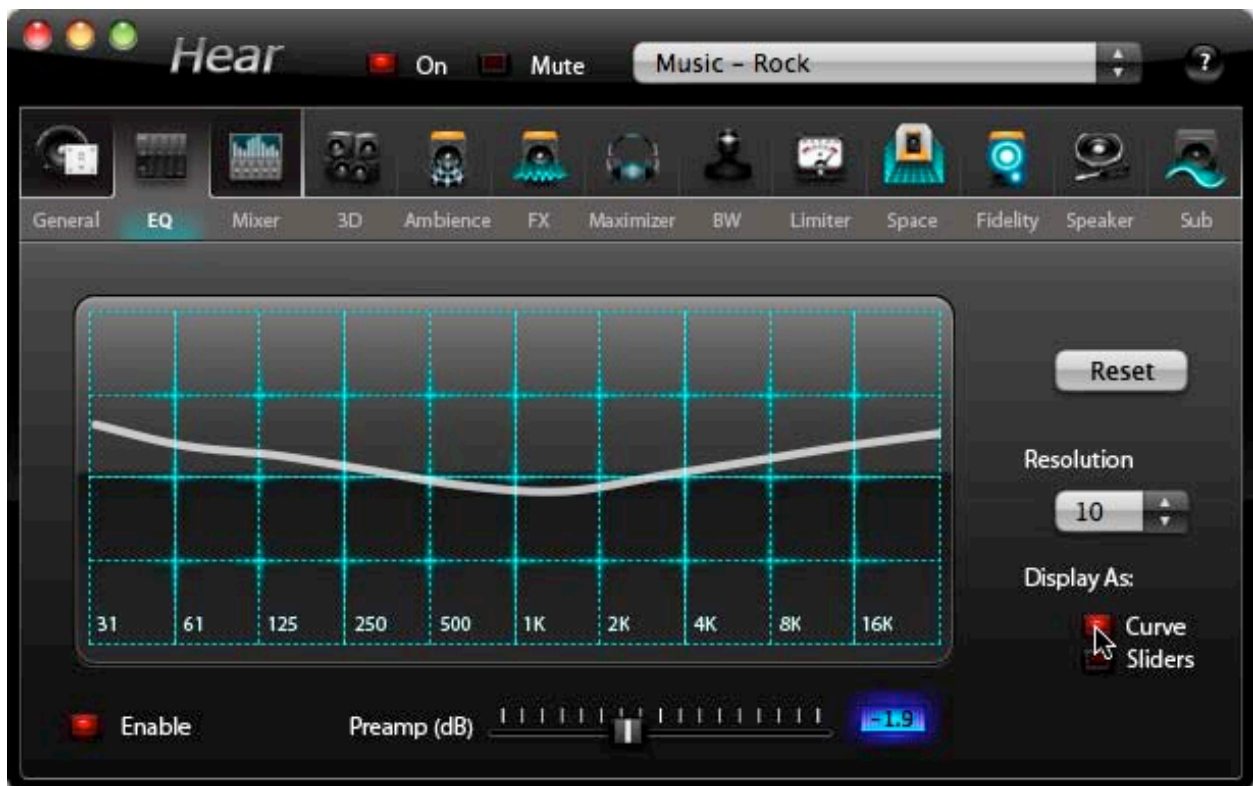 Hear On Mute Music – Rock ?
General EQ Mixer 3D Ambience FX Maximizer BW Limiter Space Fidelity Speaker Sub
Reset
Resolution
10
Display As:
Curve
Sliders
31 61 125 250 500 1K 2K 4K 8K 16K
Enable Preamp (dB) -1.9